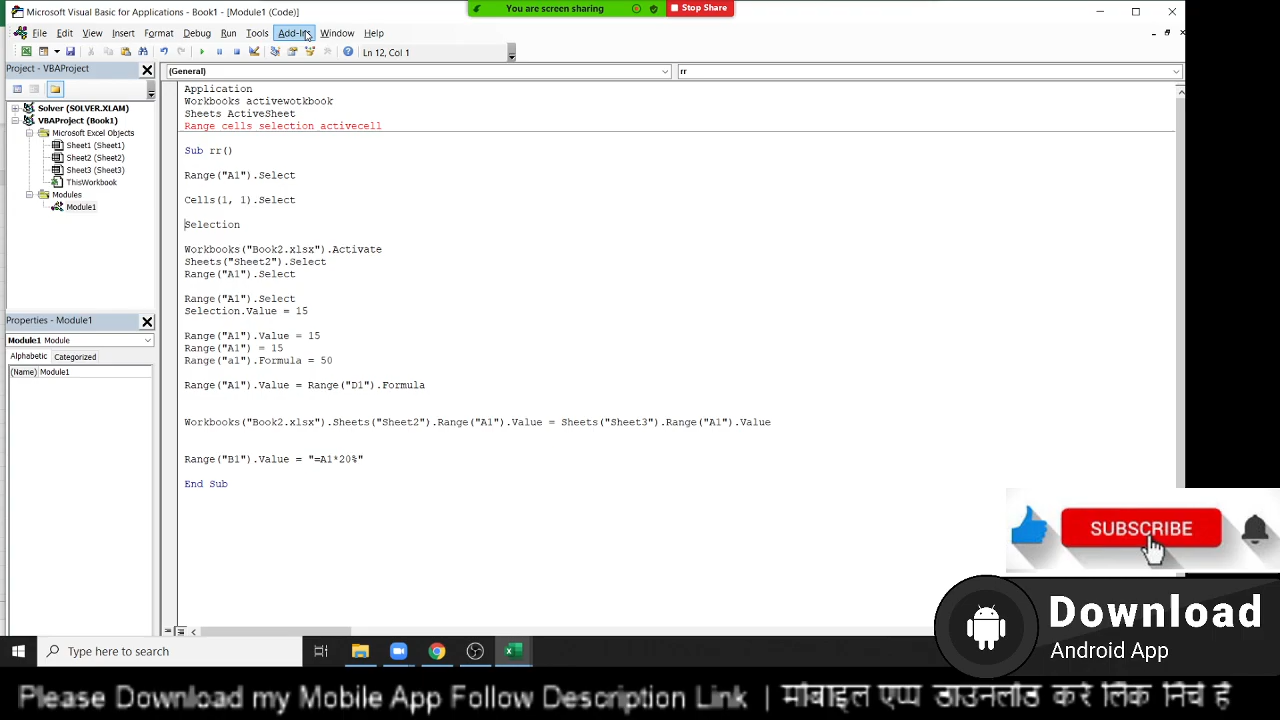 Microsoft Visual Basic for Applications - Book1 - [Module1 (Code)]
You are screen sharing
Stop Share
File Edit View Insert Format Debug Run Tools Add-Ins Window Help
Ln 12, Col 1
Project - VBAProject
(General)
rr
Solver (SOLVER.XLAM)
VBAProject (Book1)
Microsoft Excel Objects
Sheet1 (Sheet1)
Sheet2 (Sheet2)
Sheet3 (Sheet3)
ThisWorkbook
Modules
Module1
Properties - Module1
Module1 Module
Alphabetic Categorized
(Name) Module1
Application
Workbooks activewotkbook
Sheets ActiveSheet
Range cells selection activecell
Sub rr()
Range("A1").Select
Cells(1, 1).Select
Selection
Workbooks("Book2.xlsx").Activate
Sheets("Sheet2").Select
Range("A1").Select
Range("A1").Select
Selection.Value = 15
Range("A1").Value = 15
Range("A1") = 15
Range("a1").Formula = 50
Range("A1").Value = Range("D1").Formula
Workbooks("Book2.xlsx").Sheets("Sheet2").Range("A1").Value = Sheets("Sheet3").Range("A1").Value
Range("B1").Value = "=A1*20%"
End Sub
SUBSCRIBE
Download
Android App
Type here to search
Please Download my Mobile App Follow Description Link | मोबाइल एप्प डाउनलोड करे लिंक निचे है